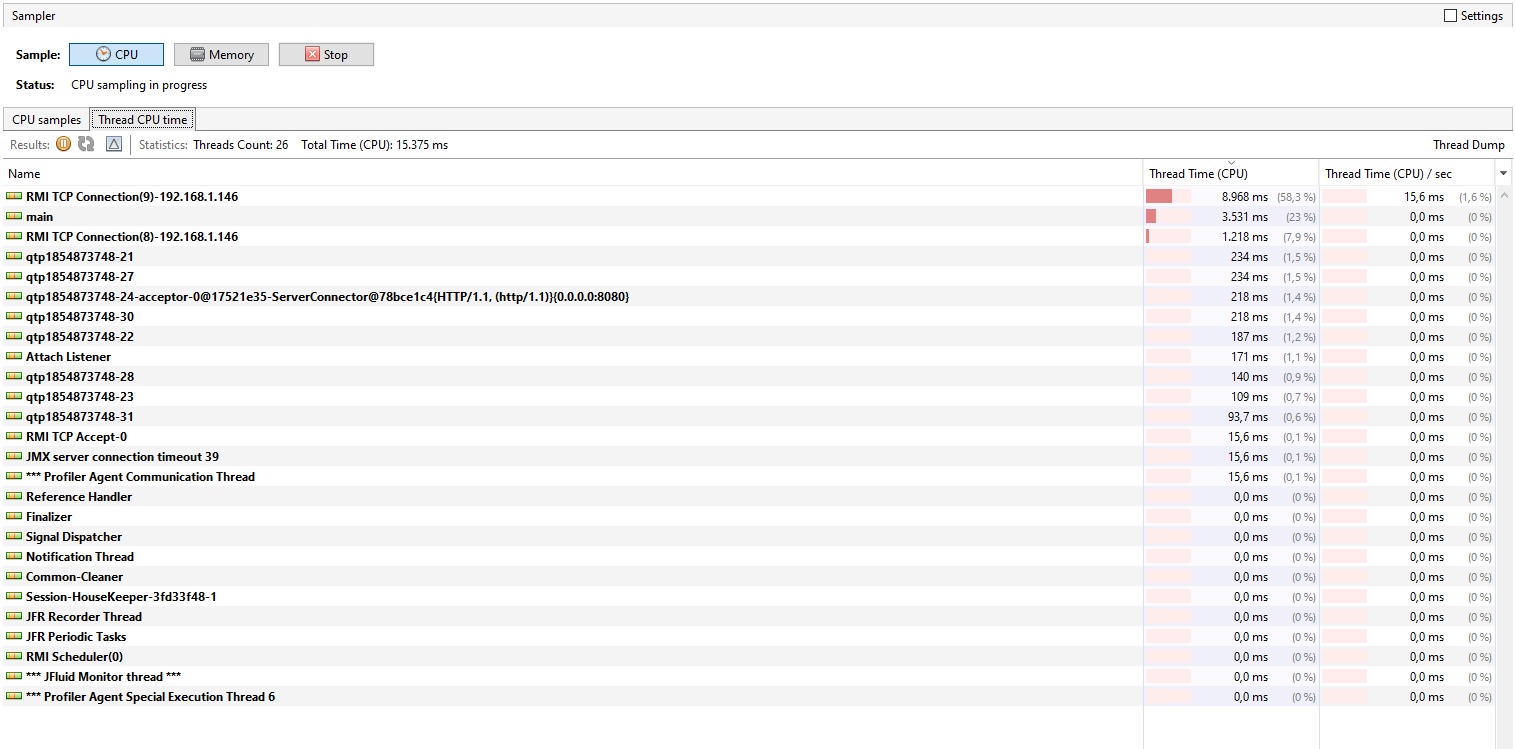 Sampler Settings
Sample: CPU Memory Stop
Status: CPU sampling in progress
CPU samples Thread CPU time
Results: Statistics: Threads Count: 26 Total Time (CPU): 15.375 ms Thread Dump
Name Thread Time (CPU) Thread Time (CPU) / sec
RMI TCP Connection(9)-192.168.1.146 8.968 ms (58,3 %) 15,6 ms (1,6 %)
main 3.531 ms (23 %) 0,0 ms (0 %)
RMI TCP Connection(8)-192.168.1.146 1.218 ms (7,9 %) 0,0 ms (0 %)
qtp1854873748-21 234 ms (1,5 %) 0,0 ms (0 %)
qtp1854873748-27 234 ms (1,5 %) 0,0 ms (0 %)
qtp1854873748-24-acceptor-0@17521e35-ServerConnector@78bce1c4{HTTP/1.1, (http/1.1)}{0.0.0.0:8080} 218 ms (1,4 %) 0,0 ms (0 %)
qtp1854873748-30 218 ms (1,4 %) 0,0 ms (0 %)
qtp1854873748-22 187 ms (1,2 %) 0,0 ms (0 %)
Attach Listener 171 ms (1,1 %) 0,0 ms (0 %)
qtp1854873748-28 140 ms (0,9 %) 0,0 ms (0 %)
qtp1854873748-23 109 ms (0,7 %) 0,0 ms (0 %)
qtp1854873748-31 93,7 ms (0,6 %) 0,0 ms (0 %)
RMI TCP Accept-0 15,6 ms (0,1 %) 0,0 ms (0 %)
JMX server connection timeout 39 15,6 ms (0,1 %) 0,0 ms (0 %)
*** Profiler Agent Communication Thread 15,6 ms (0,1 %) 0,0 ms (0 %)
Reference Handler 0,0 ms (0 %) 0,0 ms (0 %)
Finalizer 0,0 ms (0 %) 0,0 ms (0 %)
Signal Dispatcher 0,0 ms (0 %) 0,0 ms (0 %)
Notification Thread 0,0 ms (0 %) 0,0 ms (0 %)
Common-Cleaner 0,0 ms (0 %) 0,0 ms (0 %)
Session-HouseKeeper-3fd33f48-1 0,0 ms (0 %) 0,0 ms (0 %)
JFR Recorder Thread 0,0 ms (0 %) 0,0 ms (0 %)
JFR Periodic Tasks 0,0 ms (0 %) 0,0 ms (0 %)
RMI Scheduler(0) 0,0 ms (0 %) 0,0 ms (0 %)
*** JFluid Monitor thread *** 0,0 ms (0 %) 0,0 ms (0 %)
*** Profiler Agent Special Execution Thread 6 0,0 ms (0 %) 0,0 ms (0 %)